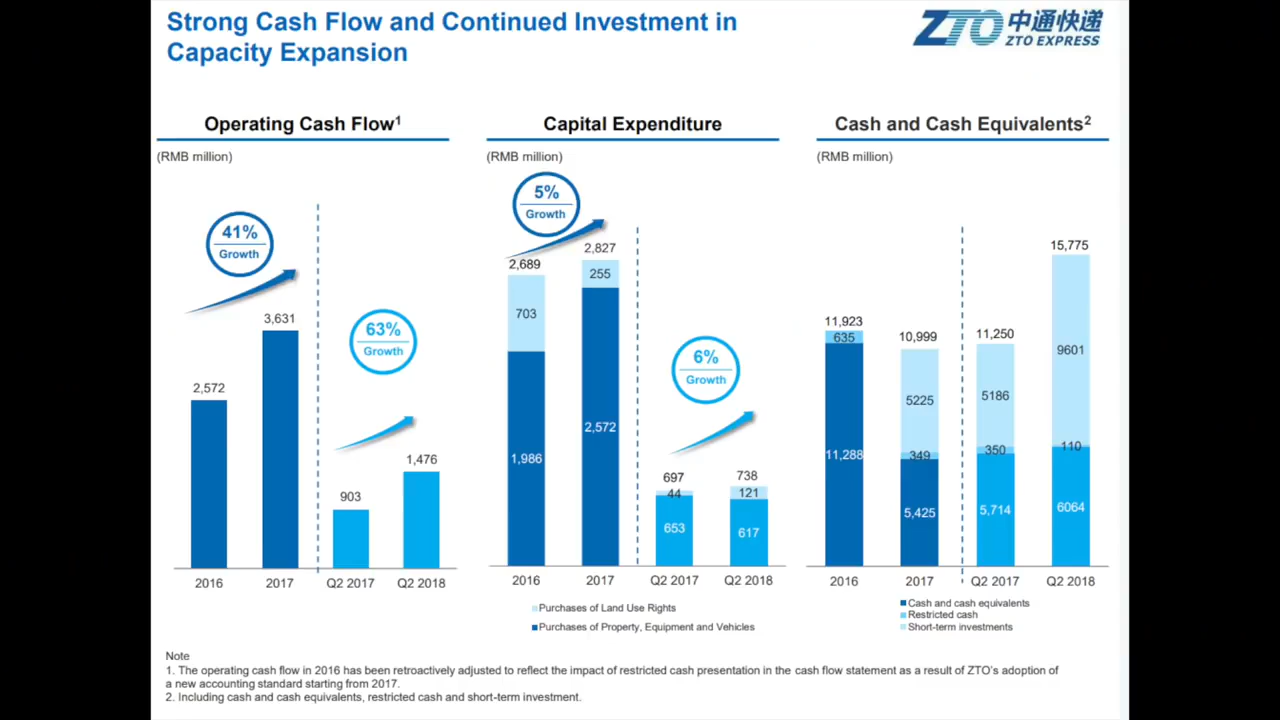 Strong Cash Flow and Continued Investment in
Capacity Expansion
ZTO 中通快递
ZTO EXPRESS
Operating Cash Flow1
(RMB million)
41%
Growth
63%
Growth
2,572
3,631
903
1,476
2016 2017 Q2 2017 Q2 2018
Capital Expenditure
(RMB million)
5%
Growth
6%
Growth
2,689
703
1,986
2,827
255
2,572
697
44
653
738
121
617
2016 2017 Q2 2017 Q2 2018
Purchases of Land Use Rights
Purchases of Property, Equipment and Vehicles
Cash and Cash Equivalents2
(RMB million)
11,923
635
11,288
10,999
5225
349
5,425
11,250
5186
350
5,714
15,775
9601
110
6064
2016 2017 Q2 2017 Q2 2018
Cash and cash equivalents
Restricted cash
Short-term investments
Note
1. The operating cash flow in 2016 has been retroactively adjusted to reflect the impact of restricted cash presentation in the cash flow statement as a result of ZTO's adoption of
a new accounting standard starting from 2017.
2. Including cash and cash equivalents, restricted cash and short-term investment.